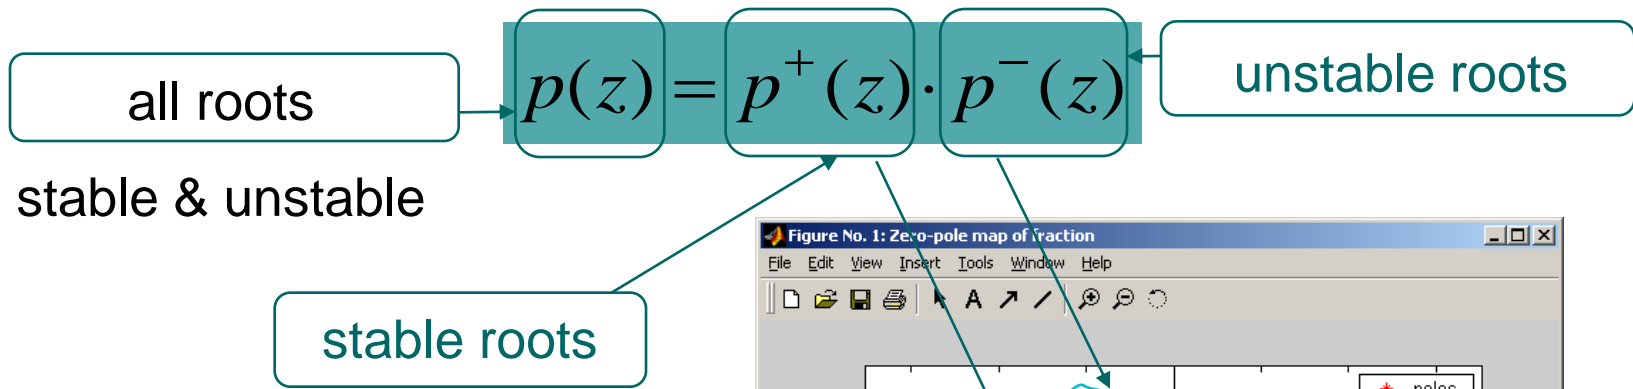 all roots
p(z) = p⁺(z) · p⁻(z)
unstable roots
stable & unstable
stable roots
Figure No. 1: Zero-pole map of fraction
File Edit View Insert Tools Window Help
A
poles